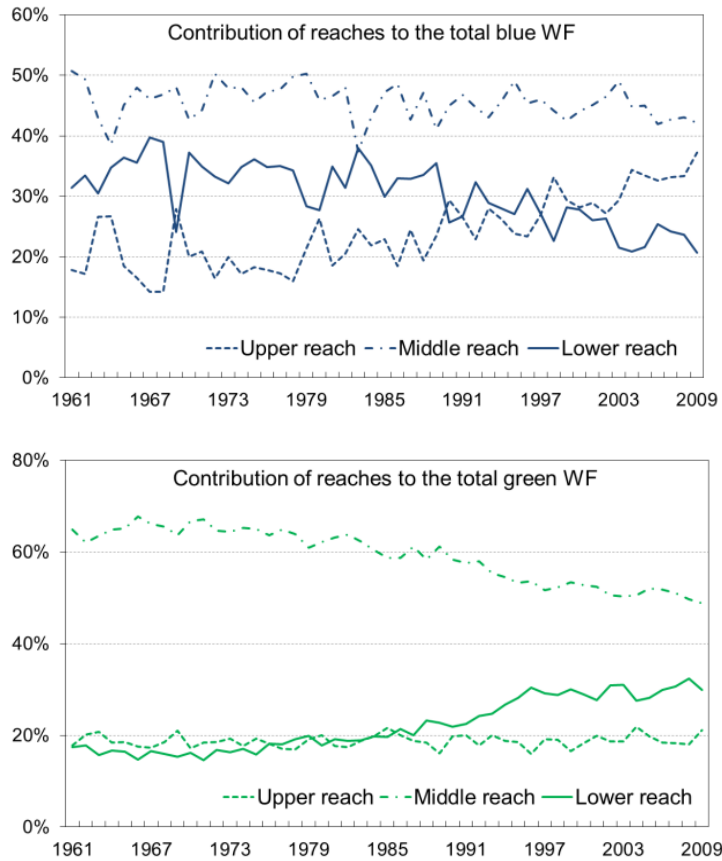 60%
Contribution of reaches to the total blue WF
50%
40%
30%
20%
10%
Upper reach Middle reach Lower reach
0%
1961 1967 1973 1979 1985 1991 1997 2003 2009
80%
Contribution of reaches to the total green WF
60%
40%
20%
Upper reach Middle reach Lower reach
0%
1961 1967 1973 1979 1985 1991 1997 2003 2009